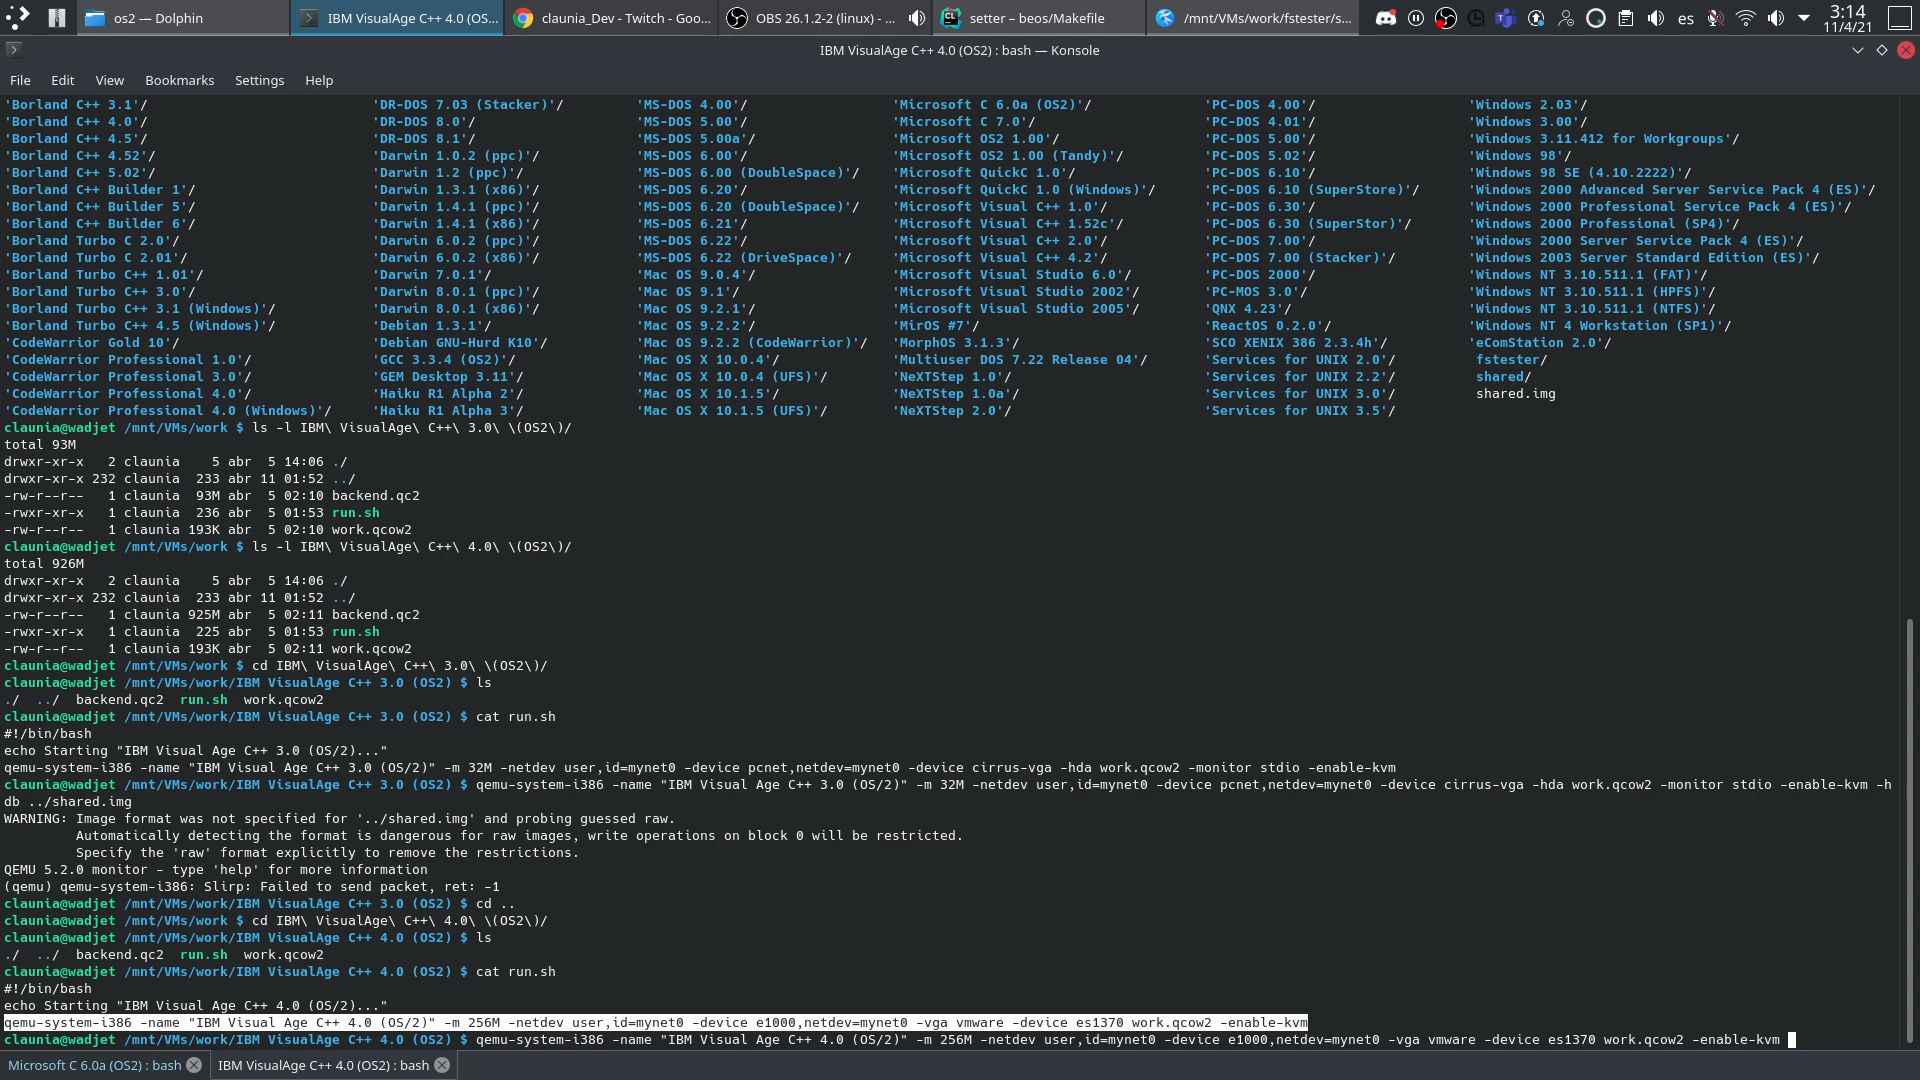 os2 — Dolphin
IBM VisualAge C++ 4.0 (OS...
claunia_Dev - Twitch - Goo...
OBS 26.1.2-2 (linux) - ...
setter – beos/Makefile
/mnt/VMs/work/fstester/s...
es
3:14
11/4/21
IBM VisualAge C++ 4.0 (OS2) : bash — Konsole
File Edit View Bookmarks Settings Help
'Borland C++ 3.1'/ 'DR-DOS 7.03 (Stacker)'/ 'MS-DOS 4.00'/ 'Microsoft C 6.0a (OS2)'/ 'PC-DOS 4.00'/ 'Windows 2.03'/
'Borland C++ 4.0'/ 'DR-DOS 8.0'/ 'MS-DOS 5.00'/ 'Microsoft C 7.0'/ 'PC-DOS 4.01'/ 'Windows 3.00'/
'Borland C++ 4.5'/ 'DR-DOS 8.1'/ 'MS-DOS 5.00a'/ 'Microsoft OS2 1.00'/ 'PC-DOS 5.00'/ 'Windows 3.11.412 for Workgroups'/
'Borland C++ 4.52'/ 'Darwin 1.0.2 (ppc)'/ 'MS-DOS 6.00'/ 'Microsoft OS2 1.00 (Tandy)'/ 'PC-DOS 5.02'/ 'Windows 98'/
'Borland C++ 5.02'/ 'Darwin 1.2 (ppc)'/ 'MS-DOS 6.00 (DoubleSpace)'/ 'Microsoft QuickC 1.0'/ 'PC-DOS 6.10'/ 'Windows 98 SE (4.10.2222)'/
'Borland C++ Builder 1'/ 'Darwin 1.3.1 (x86)'/ 'MS-DOS 6.20'/ 'Microsoft QuickC 1.0 (Windows)'/ 'PC-DOS 6.10 (SuperStore)'/ 'Windows 2000 Advanced Server Service Pack 4 (ES)'/
'Borland C++ Builder 5'/ 'Darwin 1.4.1 (ppc)'/ 'MS-DOS 6.20 (DoubleSpace)'/ 'Microsoft Visual C++ 1.0'/ 'PC-DOS 6.30'/ 'Windows 2000 Professional Service Pack 4 (ES)'/
'Borland C++ Builder 6'/ 'Darwin 1.4.1 (x86)'/ 'MS-DOS 6.21'/ 'Microsoft Visual C++ 1.52c'/ 'PC-DOS 6.30 (SuperStor)'/ 'Windows 2000 Professional (SP4)'/
'Borland Turbo C 2.0'/ 'Darwin 6.0.2 (ppc)'/ 'MS-DOS 6.22'/ 'Microsoft Visual C++ 2.0'/ 'PC-DOS 7.00'/ 'Windows 2000 Server Service Pack 4 (ES)'/
'Borland Turbo C 2.01'/ 'Darwin 6.0.2 (x86)'/ 'MS-DOS 6.22 (DriveSpace)'/ 'Microsoft Visual C++ 4.2'/ 'PC-DOS 7.00 (Stacker)'/ 'Windows 2003 Server Standard Edition (ES)'/
'Borland Turbo C++ 1.01'/ 'Darwin 7.0.1'/ 'Mac OS 9.0.4'/ 'Microsoft Visual Studio 6.0'/ 'PC-DOS 2000'/ 'Windows NT 3.10.511.1 (FAT)'/
'Borland Turbo C++ 3.0'/ 'Darwin 8.0.1 (ppc)'/ 'Mac OS 9.1'/ 'Microsoft Visual Studio 2002'/ 'PC-MOS 3.0'/ 'Windows NT 3.10.511.1 (HPFS)'/
'Borland Turbo C++ 3.1 (Windows)'/ 'Darwin 8.0.1 (x86)'/ 'Mac OS 9.2.1'/ 'Microsoft Visual Studio 2005'/ 'QNX 4.23'/ 'Windows NT 3.10.511.1 (NTFS)'/
'Borland Turbo C++ 4.5 (Windows)'/ 'Debian 1.3.1'/ 'Mac OS 9.2.2'/ 'MirOS #7'/ 'ReactOS 0.2.0'/ 'Windows NT 4 Workstation (SP1)'/
'CodeWarrior Gold 10'/ 'Debian GNU-Hurd K10'/ 'Mac OS 9.2.2 (CodeWarrior)'/ 'MorphOS 3.1.3'/ 'SCO XENIX 386 2.3.4h'/ 'eComStation 2.0'/
'CodeWarrior Professional 1.0'/ 'GCC 3.3.4 (OS2)'/ 'Mac OS X 10.0.4'/ 'Multiuser DOS 7.22 Release 04'/ 'Services for UNIX 2.0'/ fstester/
'CodeWarrior Professional 3.0'/ 'GEM Desktop 3.11'/ 'Mac OS X 10.0.4 (UFS)'/ 'NeXTStep 1.0'/ 'Services for UNIX 2.2'/ shared/
'CodeWarrior Professional 4.0'/ 'Haiku R1 Alpha 2'/ 'Mac OS X 10.1.5'/ 'NeXTStep 1.0a'/ 'Services for UNIX 3.0'/ shared.img
'CodeWarrior Professional 4.0 (Windows)'/ 'Haiku R1 Alpha 3'/ 'Mac OS X 10.1.5 (UFS)'/ 'NeXTStep 2.0'/ 'Services for UNIX 3.5'/
claunia@wadjet /mnt/VMs/work $ ls -l IBM\ VisualAge\ C++\ 3.0\ \(OS2\)/
total 93M
drwxr-xr-x 2 claunia 5 abr 5 14:06 ./
drwxr-xr-x 232 claunia 233 abr 11 01:52 ../
-rw-r--r-- 1 claunia 93M abr 5 02:10 backend.qc2
-rwxr-xr-x 1 claunia 236 abr 5 01:53 run.sh
-rw-r--r-- 1 claunia 193K abr 5 02:10 work.qcow2
claunia@wadjet /mnt/VMs/work $ ls -l IBM\ VisualAge\ C++\ 4.0\ \(OS2\)/
total 926M
drwxr-xr-x 2 claunia 5 abr 5 14:06 ./
drwxr-xr-x 232 claunia 233 abr 11 01:52 ../
-rw-r--r-- 1 claunia 925M abr 5 02:11 backend.qc2
-rwxr-xr-x 1 claunia 225 abr 5 01:53 run.sh
-rw-r--r-- 1 claunia 193K abr 5 02:11 work.qcow2
claunia@wadjet /mnt/VMs/work $ cd IBM\ VisualAge\ C++\ 3.0\ \(OS2\)/
claunia@wadjet /mnt/VMs/work/IBM VisualAge C++ 3.0 (OS2) $ ls
./ ../ backend.qc2 run.sh work.qcow2
claunia@wadjet /mnt/VMs/work/IBM VisualAge C++ 3.0 (OS2) $ cat run.sh
#!/bin/bash
echo Starting "IBM Visual Age C++ 3.0 (OS/2)..."
qemu-system-i386 -name "IBM Visual Age C++ 3.0 (OS/2)" -m 32M -netdev user,id=mynet0 -device pcnet,netdev=mynet0 -device cirrus-vga -hda work.qcow2 -monitor stdio -enable-kvm
claunia@wadjet /mnt/VMs/work/IBM VisualAge C++ 3.0 (OS2) $ qemu-system-i386 -name "IBM Visual Age C++ 3.0 (OS/2)" -m 32M -netdev user,id=mynet0 -device pcnet,netdev=mynet0 -device cirrus-vga -hda work.qcow2 -monitor stdio -enable-kvm -h
db ../shared.img
WARNING: Image format was not specified for '../shared.img' and probing guessed raw.
Automatically detecting the format is dangerous for raw images, write operations on block 0 will be restricted.
Specify the 'raw' format explicitly to remove the restrictions.
QEMU 5.2.0 monitor - type 'help' for more information
(qemu) qemu-system-i386: Slirp: Failed to send packet, ret: -1
claunia@wadjet /mnt/VMs/work/IBM VisualAge C++ 3.0 (OS2) $ cd ..
claunia@wadjet /mnt/VMs/work $ cd IBM\ VisualAge\ C++\ 4.0\ \(OS2\)/
claunia@wadjet /mnt/VMs/work/IBM VisualAge C++ 4.0 (OS2) $ ls
./ ../ backend.qc2 run.sh work.qcow2
claunia@wadjet /mnt/VMs/work/IBM VisualAge C++ 4.0 (OS2) $ cat run.sh
#!/bin/bash
echo Starting "IBM Visual Age C++ 4.0 (OS/2)..."
qemu-system-i386 -name "IBM Visual Age C++ 4.0 (OS/2)" -m 256M -netdev user,id=mynet0 -device e1000,netdev=mynet0 -vga vmware -device es1370 work.qcow2 -enable-kvm
claunia@wadjet /mnt/VMs/work/IBM VisualAge C++ 4.0 (OS2) $ qemu-system-i386 -name "IBM Visual Age C++ 4.0 (OS/2)" -m 256M -netdev user,id=mynet0 -device e1000,netdev=mynet0 -vga vmware -device es1370 work.qcow2 -enable-kvm
Microsoft C 6.0a (OS2) : bash
IBM VisualAge C++ 4.0 (OS2) : bash